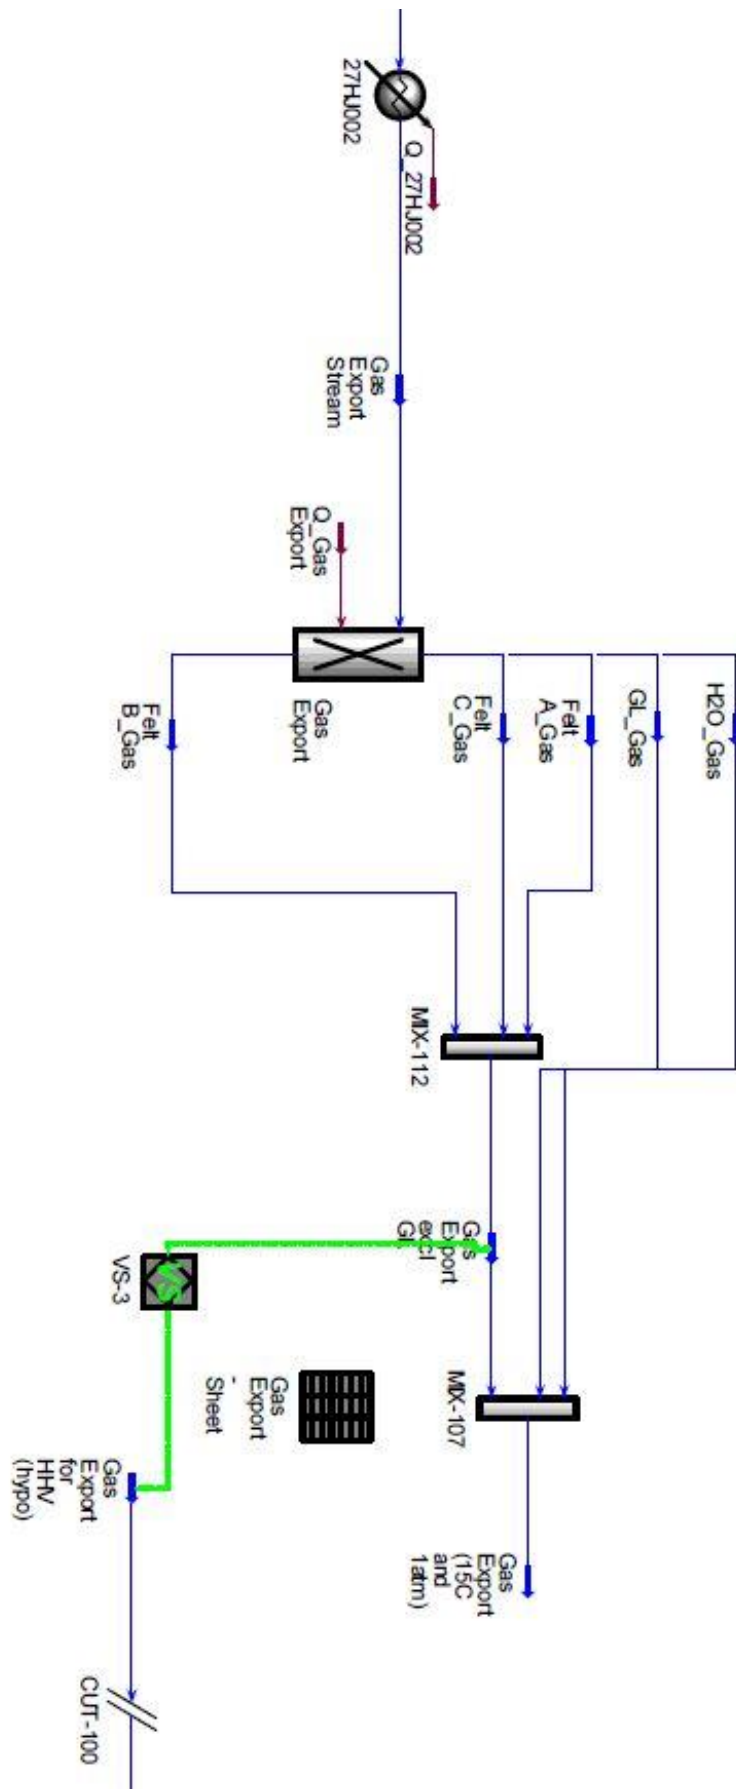 27HJ002
Q_27HJ002
Gas
Export
Stream
Q_Gas
Export
Gas
Export
Felt
B_Gas
Felt
C_Gas
Felt
A_Gas
GL_Gas
H2O_Gas
MIX-112
Gas
Export
excl
GL
VS
VS-3
Gas
Export
-
Sheet
MIX-107
Gas
Export
for
HHV
(hypo)
Gas
Export
(15C
and
1atm)
CUT-100